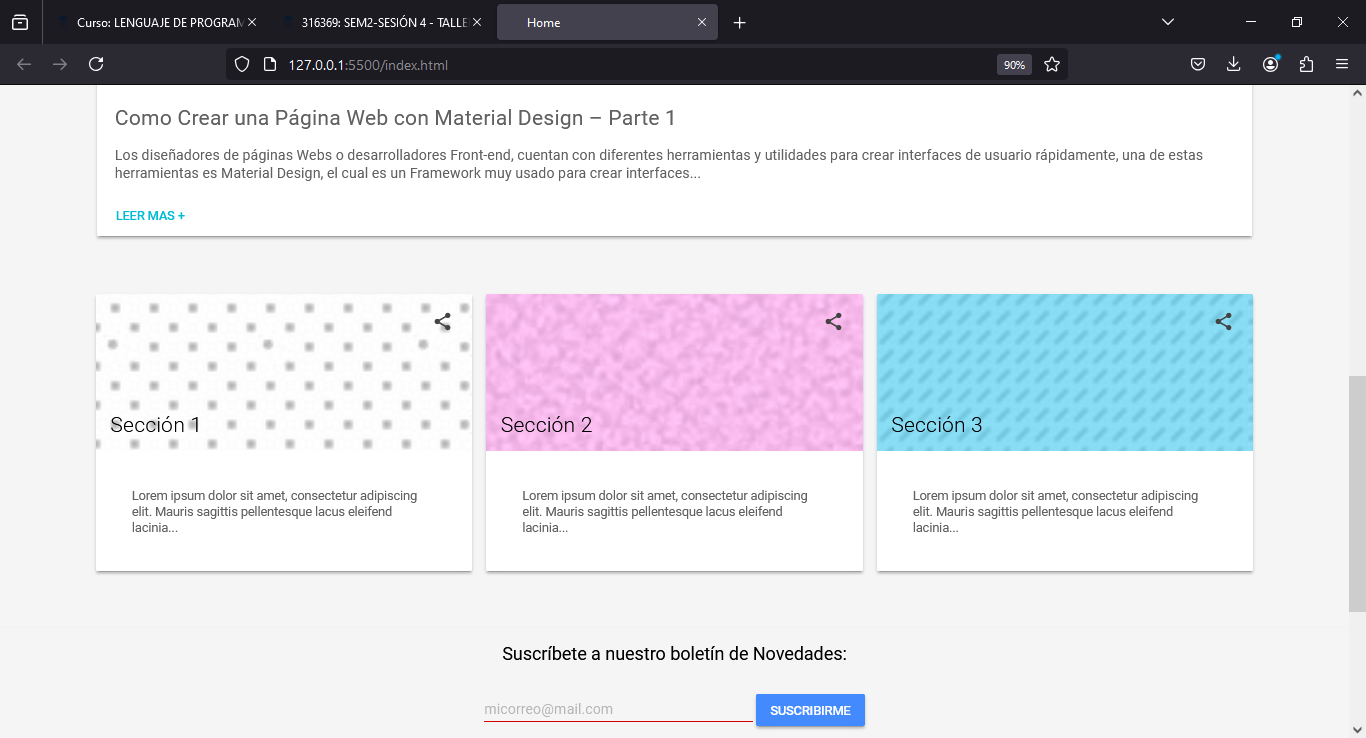 Curso: LENGUAJE DE PROGRAM
316369: SEM2-SESIÓN 4 - TALLE
Home
127.0.0.1:5500/index.html
90%
Como Crear una Página Web con Material Design – Parte 1
Los diseñadores de páginas Webs o desarrolladores Front-end, cuentan con diferentes herramientas y utilidades para crear interfaces de usuario rápidamente, una de estas
herramientas es Material Design, el cual es un Framework muy usado para crear interfaces...
LEER MAS +
Sección 1
Sección 2
Sección 3
Lorem ipsum dolor sit amet, consectetur adipiscing
elit. Mauris sagittis pellentesque lacus eleifend
lacinia...
Lorem ipsum dolor sit amet, consectetur adipiscing
elit. Mauris sagittis pellentesque lacus eleifend
lacinia...
Lorem ipsum dolor sit amet, consectetur adipiscing
elit. Mauris sagittis pellentesque lacus eleifend
lacinia...
Suscríbete a nuestro boletín de Novedades:
micorreo@mail.com
SUSCRIBIRME